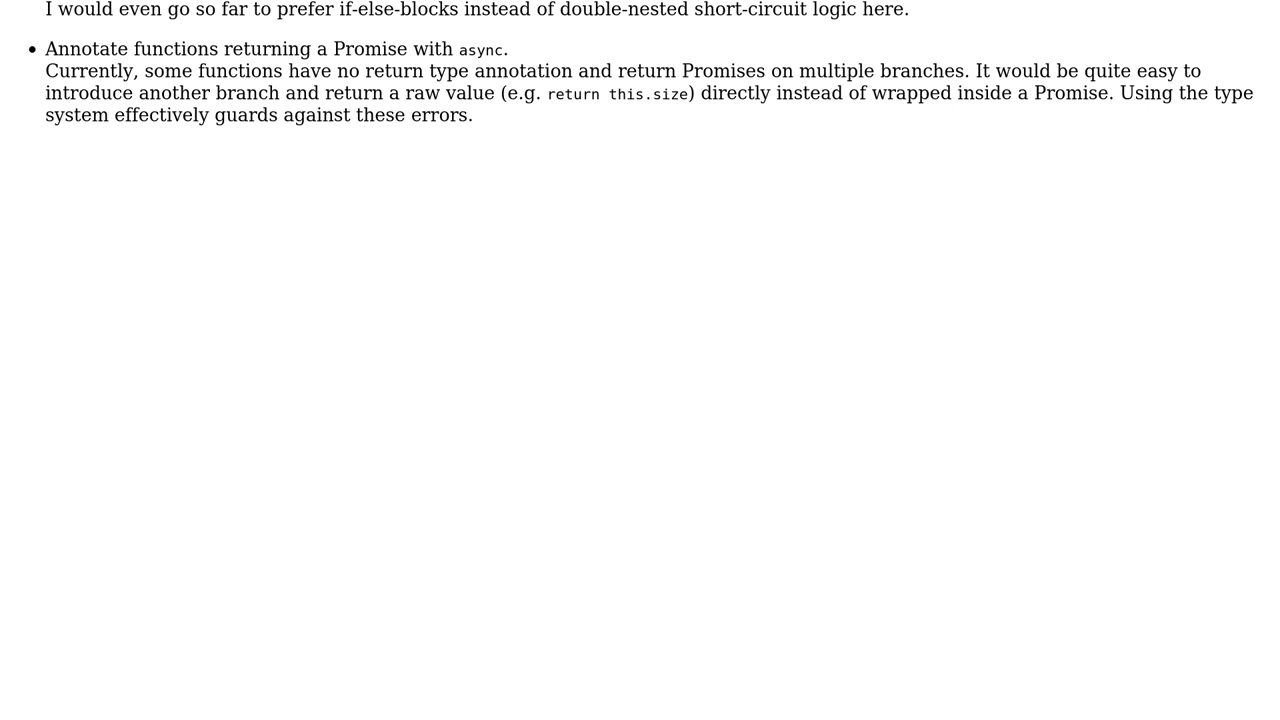 I would even go so far to prefer if-else-blocks instead of double-nested short-circuit logic here.
• Annotate functions returning a Promise with async.
Currently, some functions have no return type annotation and return Promises on multiple branches. It would be quite easy to
introduce another branch and return a raw value (e.g. return this.size) directly instead of wrapped inside a Promise. Using the type
system effectively guards against these errors.